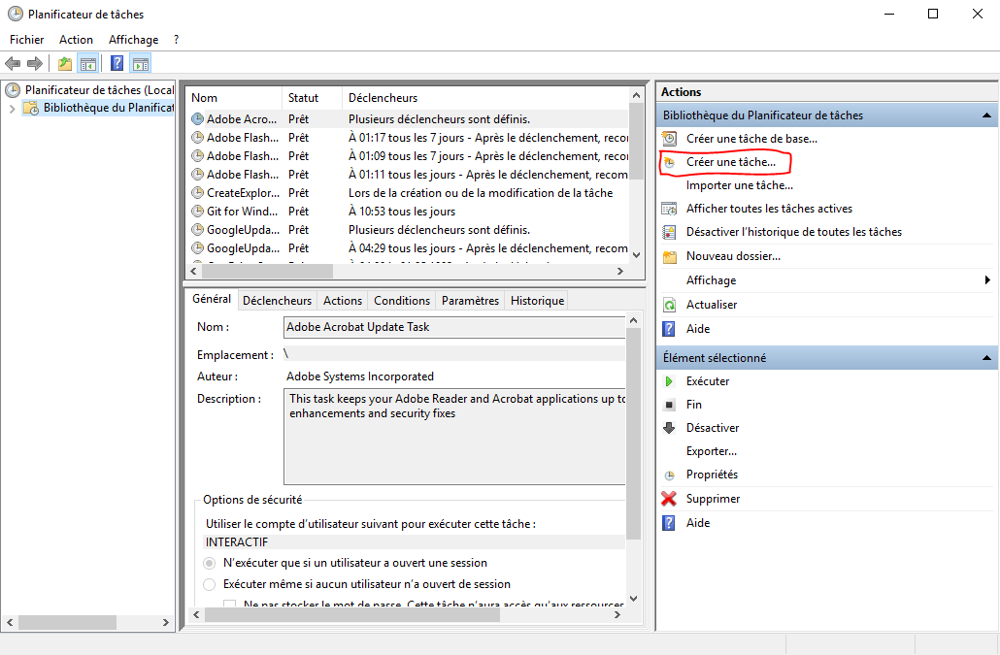 Planificateur de tâches
Fichier Action Affichage ?
Planificateur de tâches (Local
Bibliothèque du Planificat
Nom Statut Déclencheurs
Adobe Acro... Prêt Plusieurs déclencheurs sont définis.
Adobe Flash... Prêt À 01:17 tous les 7 jours - Après le déclenchement, recor
Adobe Flash... Prêt À 01:09 tous les 7 jours - Après le déclenchement, recor
Adobe Flash... Prêt À 01:11 tous les jours - Après le déclenchement, recom
CreateExplor... Prêt Lors de la création ou de la modification de la tâche
Git for Wind... Prêt À 10:53 tous les jours
GoogleUpda... Prêt Plusieurs déclencheurs sont définis.
GoogleUpda... Prêt À 04:29 tous les jours - Après le déclenchement, recom
Général Déclencheurs Actions Conditions Paramètres Historique
Nom : Adobe Acrobat Update Task
Emplacement : \
Auteur : Adobe Systems Incorporated
Description : This task keeps your Adobe Reader and Acrobat applications up to
enhancements and security fixes
Options de sécurité
Utiliser le compte d'utilisateur suivant pour exécuter cette tâche :
INTERACTIF
N'exécuter que si un utilisateur a ouvert une session
Exécuter même si aucun utilisateur n'a ouvert de session
Ne pas stocker le mot de passe. Cette tâche n'aura accès qu'aux ressources
Actions
Bibliothèque du Planificateur de tâches
Créer une tâche de base...
Créer une tâche...
Importer une tâche...
Afficher toutes les tâches actives
Désactiver l'historique de toutes les tâches
Nouveau dossier...
Affichage
Actualiser
Aide
Élément sélectionné
Exécuter
Fin
Désactiver
Exporter...
Propriétés
Supprimer
Aide